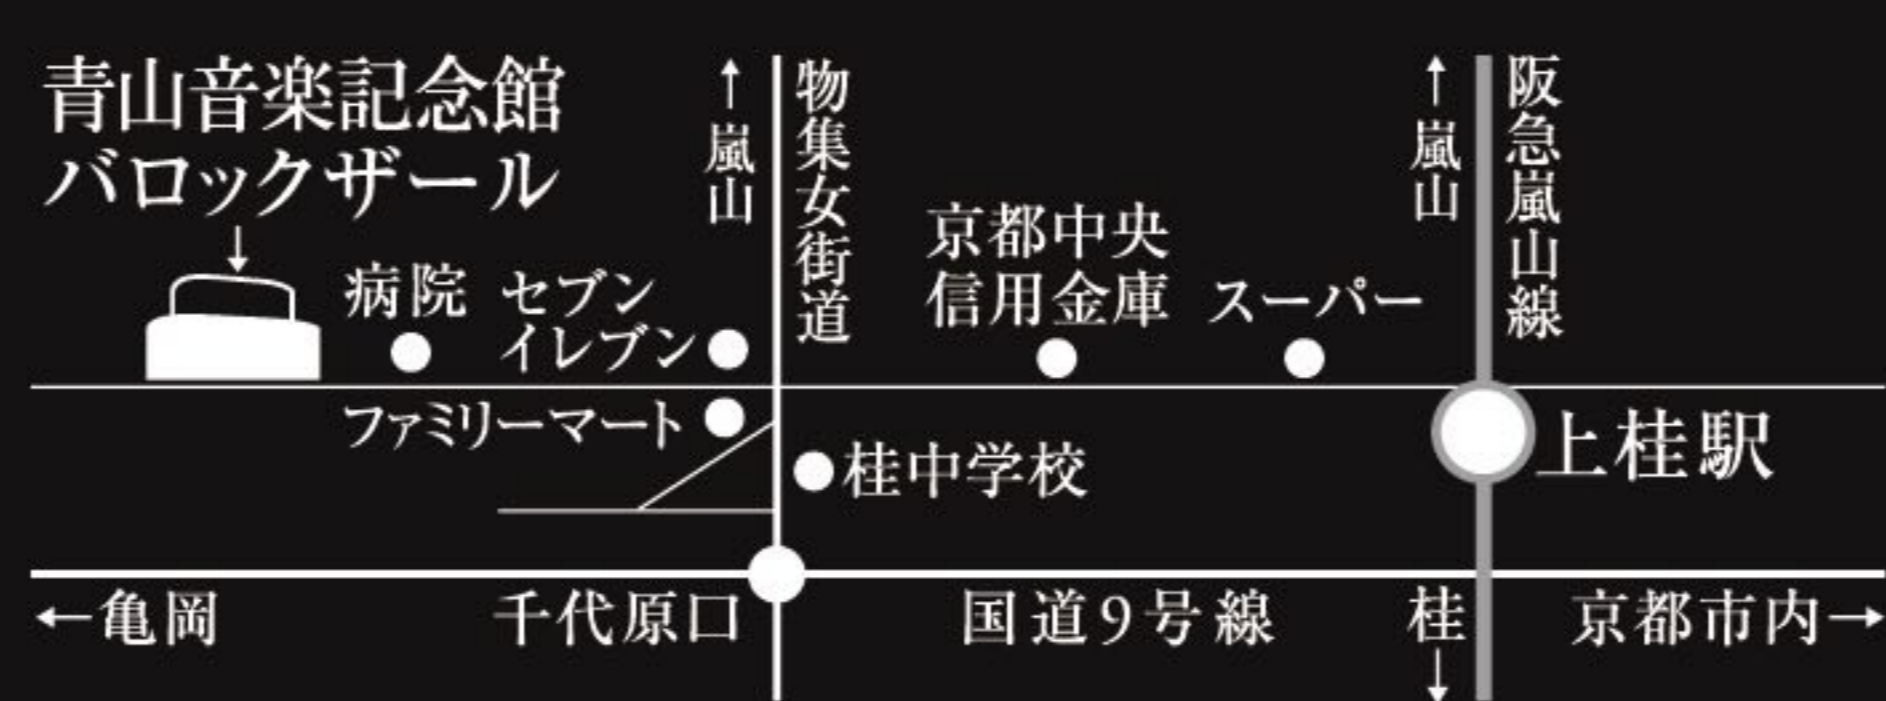 青山音楽記念館
バロックザール
病院
セブン
イレブン
ファミリーマート
↑嵐山
物集女街道
京都中央
信用金庫
スーパー
↑嵐山
阪急嵐山線
桂中学校
上桂駅
←亀岡
千代原口
国道9号線
桂↓
京都市内→